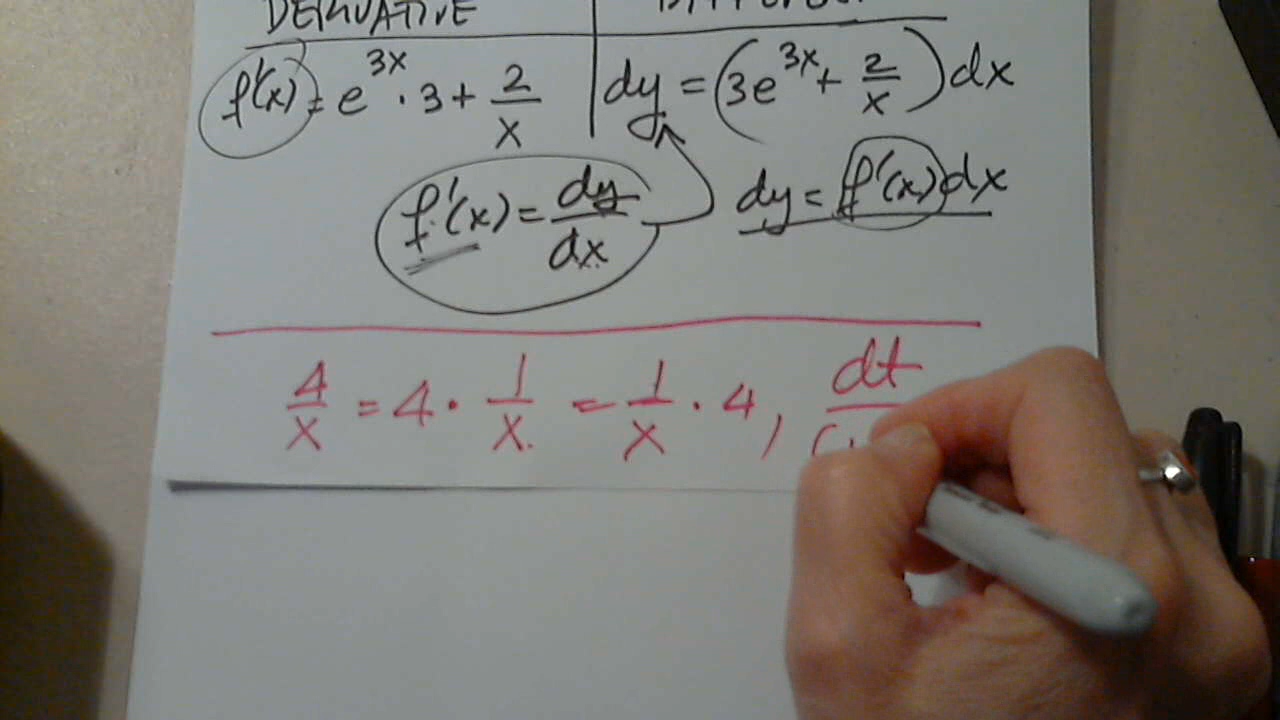 DERIVATIVE
f'(x) = e^{3x} · 3 + 2/x
dy = (3e^{3x} + 2/x) dx
f'(x) = dy/dx
dy = f'(x) dx
4/x = 4 · 1/x = 1/x · 4, dt